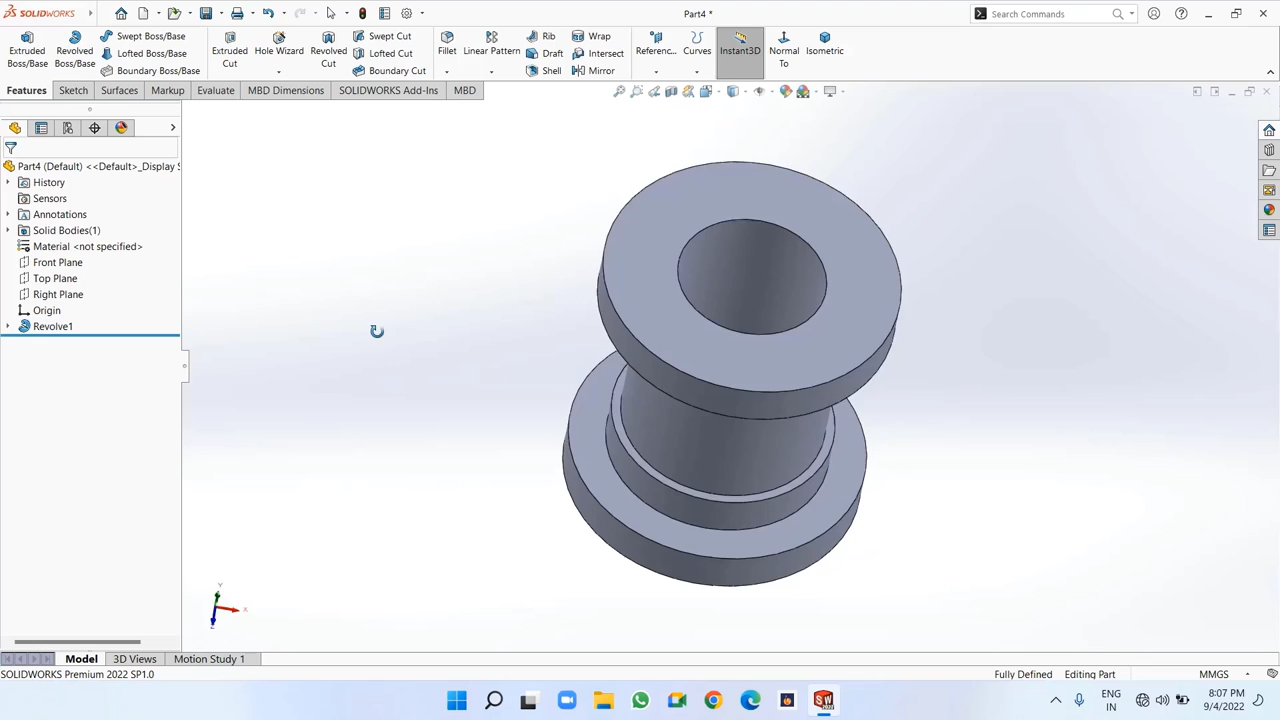 SOLIDWORKS
Part4 *
Search Commands
Extruded Boss/Base
Revolved Boss/Base
Swept Boss/Base
Lofted Boss/Base
Boundary Boss/Base
Extruded Cut
Hole Wizard
Revolved Cut
Swept Cut
Lofted Cut
Boundary Cut
Fillet
Linear Pattern
Rib
Draft
Shell
Wrap
Intersect
Mirror
Referenc...
Curves
Instant3D
Normal To
Isometric
Features
Sketch
Surfaces
Markup
Evaluate
MBD Dimensions
SOLIDWORKS Add-Ins
MBD
Part4 (Default) <<Default>_Display S
History
Sensors
Annotations
Solid Bodies(1)
Material <not specified>
Front Plane
Top Plane
Right Plane
Origin
Revolve1
Y
X
Z
Model
3D Views
Motion Study 1
SOLIDWORKS Premium 2022 SP1.0
Fully Defined
Editing Part
MMGS
ENG
IN
8:07 PM
9/4/2022